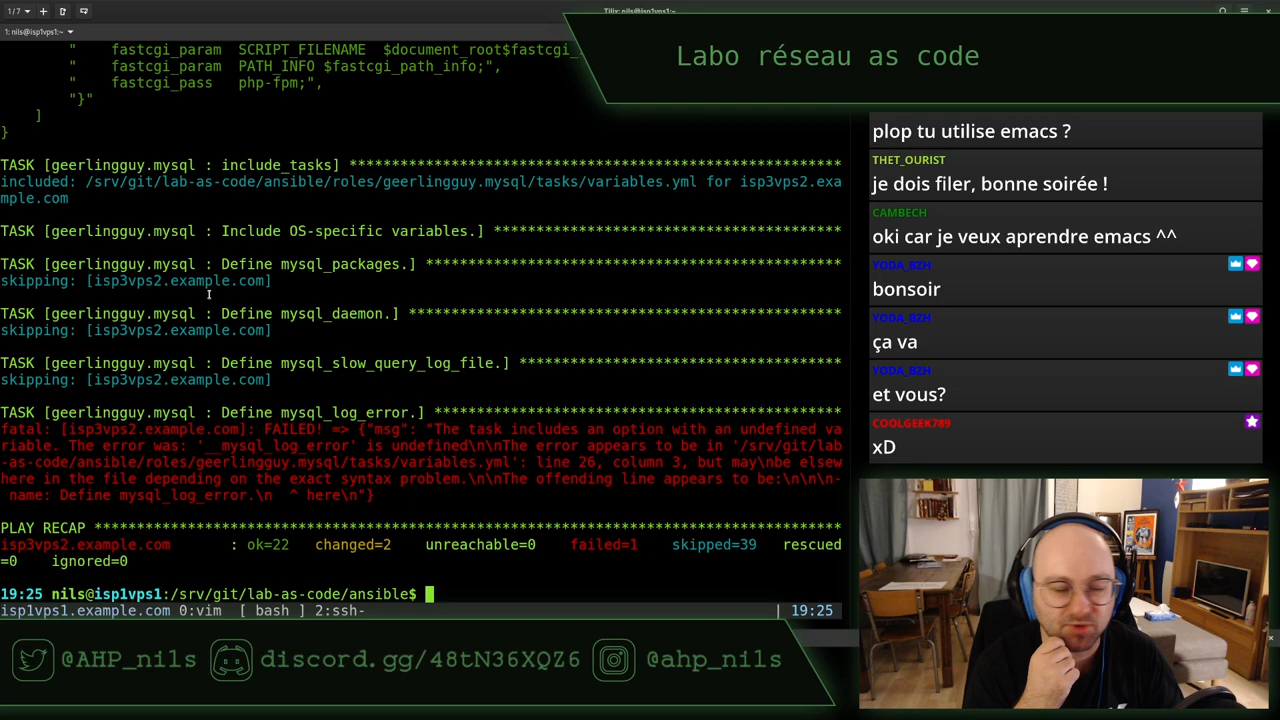 1/7
Tilix: nils@isp1vps1:~
1: nils@isp1vps1:~
"    fastcgi_param  SCRIPT_FILENAME  $document_root$fastcgi_
"    fastcgi_param  PATH_INFO $fastcgi_path_info;",
"    fastcgi_pass   php-fpm;",
"}"
]
}
TASK [geerlingguy.mysql : include_tasks] **********************************************************
included: /srv/git/lab-as-code/ansible/roles/geerlingguy.mysql/tasks/variables.yml for isp3vps2.exa
mple.com
TASK [geerlingguy.mysql : Include OS-specific variables.] *****************************************
TASK [geerlingguy.mysql : Define mysql_packages.] *************************************************
skipping: [isp3vps2.example.com]
TASK [geerlingguy.mysql : Define mysql_daemon.] ***************************************************
skipping: [isp3vps2.example.com]
TASK [geerlingguy.mysql : Define mysql_slow_query_log_file.] **************************************
skipping: [isp3vps2.example.com]
TASK [geerlingguy.mysql : Define mysql_log_error.] ************************************************
fatal: [isp3vps2.example.com]: FAILED! => {"msg": "The task includes an option with an undefined va
riable. The error was: '__mysql_log_error' is undefined\n\nThe error appears to be in '/srv/git/lab
-as-code/ansible/roles/geerlingguy.mysql/tasks/variables.yml': line 26, column 3, but may\nbe elsew
here in the file depending on the exact syntax problem.\n\nThe offending line appears to be:\n\n\n-
 name: Define mysql_log_error.\n  ^ here\n"}
PLAY RECAP ****************************************************************************************
isp3vps2.example.com       : ok=22   changed=2    unreachable=0    failed=1    skipped=39   rescued
=0    ignored=0
19:25 nils@isp1vps1:/srv/git/lab-as-code/ansible$
isp1vps1.example.com 0:vim  [ bash ] 2:ssh-  | 19:25
Labo réseau as code
plop tu utilise emacs ?
THET_OURIST
je dois filer, bonne soirée !
CAMBECH
oki car je veux aprendre emacs ^^
YODA_BZH
bonsoir
YODA_BZH
ça va
YODA_BZH
et vous?
COOLGEEK789
xD
@AHP_nils discord.gg/48tN36XQZ6 @ahp_nils